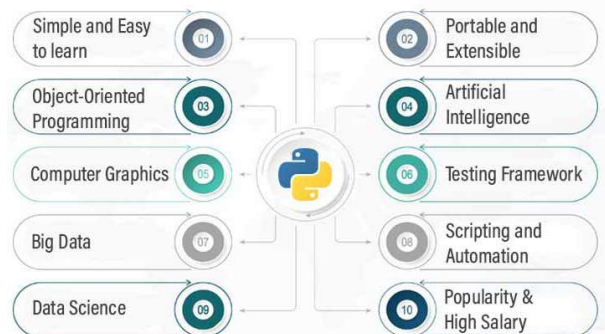 Simple and Easy
to learn
01
02
Portable and
Extensible
Object-Oriented
Programming
03
04
Artificial
Intelligence
Computer Graphics
05
06
Testing Framework
Big Data
07
08
Scripting and
Automation
Data Science
09
10
Popularity &
High Salary